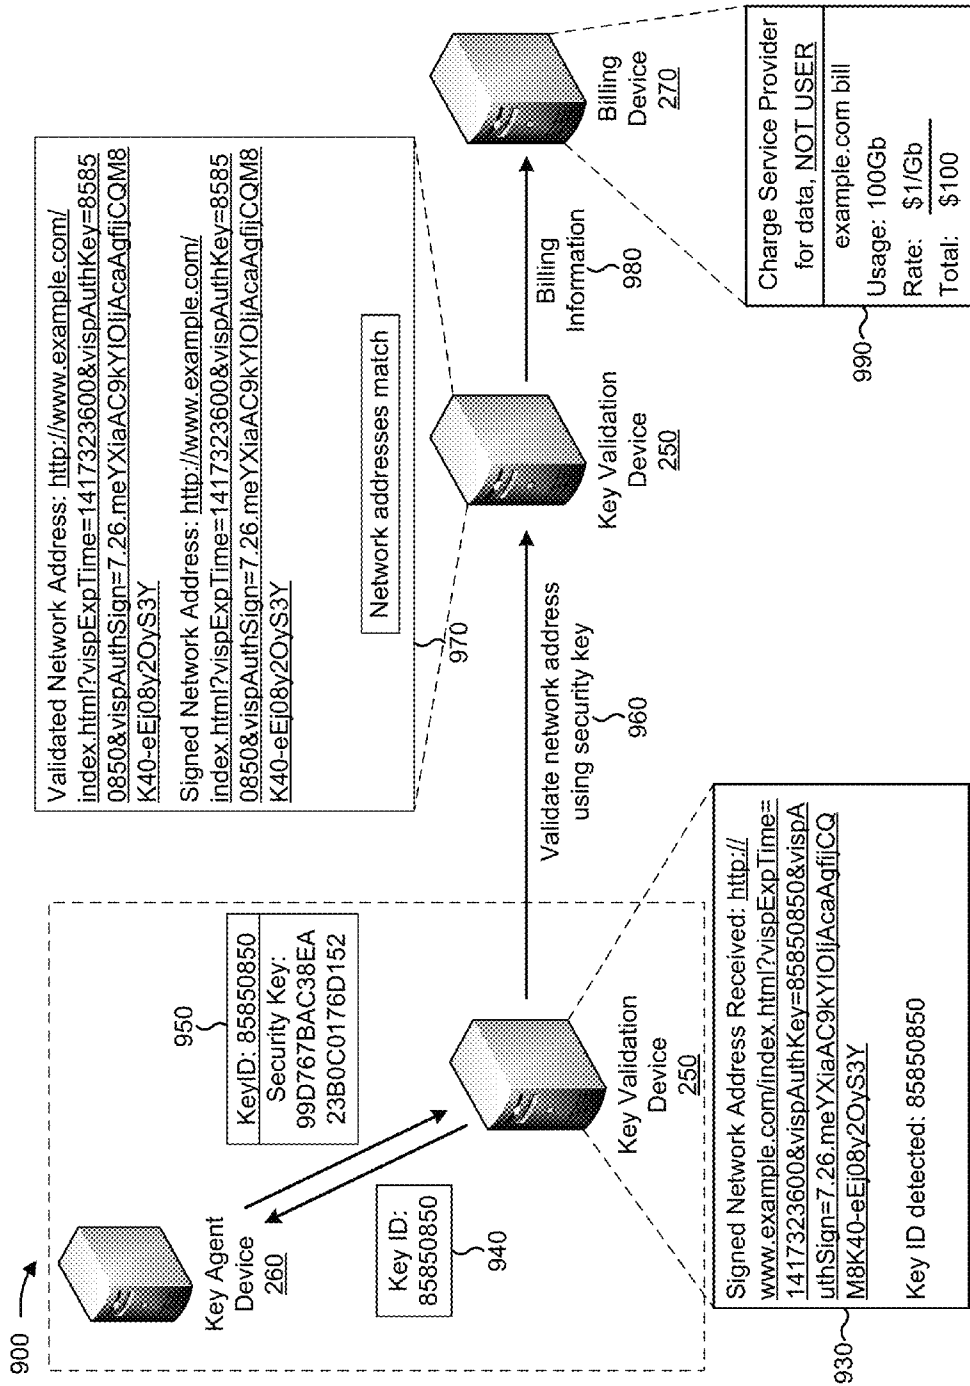 900
Key Agent
Device
260
Key ID:
85850850
940
950
KeyID: 85850850
Security Key:
99D767BAC38EA
23B0C0176D152
Key Validation
Device
250
930
Signed Network Address Received: http://
www.example.com/index.html?vispExpTime=
1417323600&vispAuthKey=85850850&vispA
uthSign=7.26.meYXiaAC9kYIOIjAcaAqfijCQ
M8K40-eEj08y2OyS3Y
Key ID detected: 85850850
Validate network address
using security key
960
Validated Network Address: http://www.example.com/
index.html?vispExpTime=1417323600&vispAuthKey=8585
0850&vispAuthSign=7.26.meYXiaAC9kYIOIjAcaAqfijCQM8
K40-eEj08y2OyS3Y
Signed Network Address: http://www.example.com/
index.html?vispExpTime=1417323600&vispAuthKey=8585
0850&vispAuthSign=7.26.meYXiaAC9kYIOIjAcaAqfijCQM8
K40-eEj08y2OyS3Y
Network addresses match
970
Key Validation
Device
250
Billing
Information
980
Billing
Device
270
990
Charge Service Provider
for data, NOT USER
example.com bill
Usage: 100Gb
Rate: $1/Gb
Total: $100